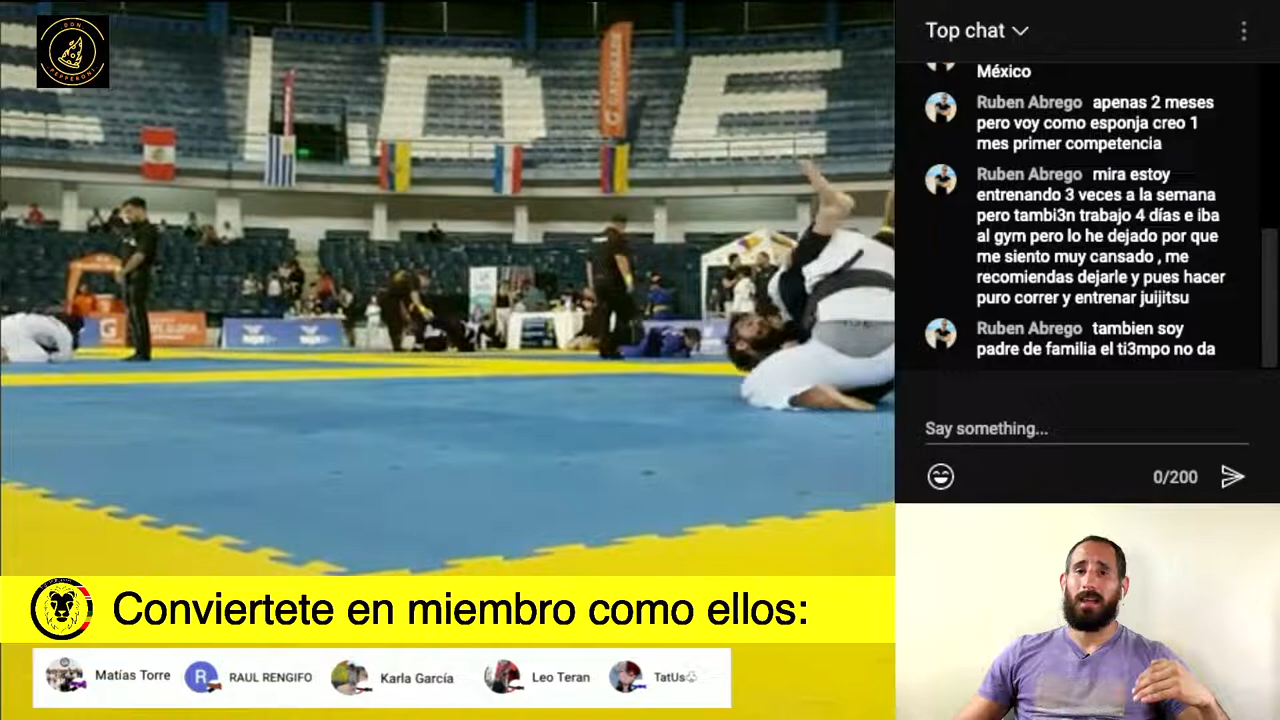 DON
PEPPERONI
Top chat
México
Ruben Abrego apenas 2 meses
pero voy como esponja creo 1
mes primer competencia
Ruben Abrego mira estoy
entrenando 3 veces a la semana
pero tambi3n trabajo 4 días e iba
al gym pero lo he dejado por que
me siento muy cansado , me
recomiendas dejarle y pues hacer
puro correr y entrenar juijitsu
Ruben Abrego tambien soy
padre de familia el ti3mpo no da
Say something...
0/200
Conviertete en miembro como ellos:
Matías Torre
R
RAUL RENGIFO
Karla García
Leo Teran
TatUs